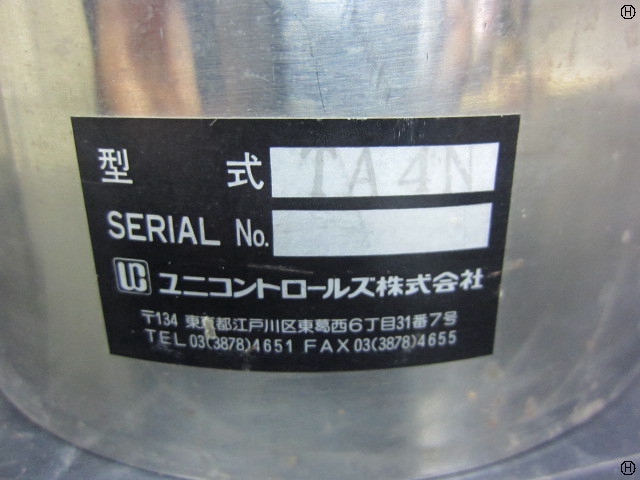 型 式 TA4N
SERIAL No.
UC ユニコントロールズ株式会社
〒134 東京都江戸川区東葛西6丁目31番7号
TEL 03(3878)4651 FAX 03(3878)4655
H
H